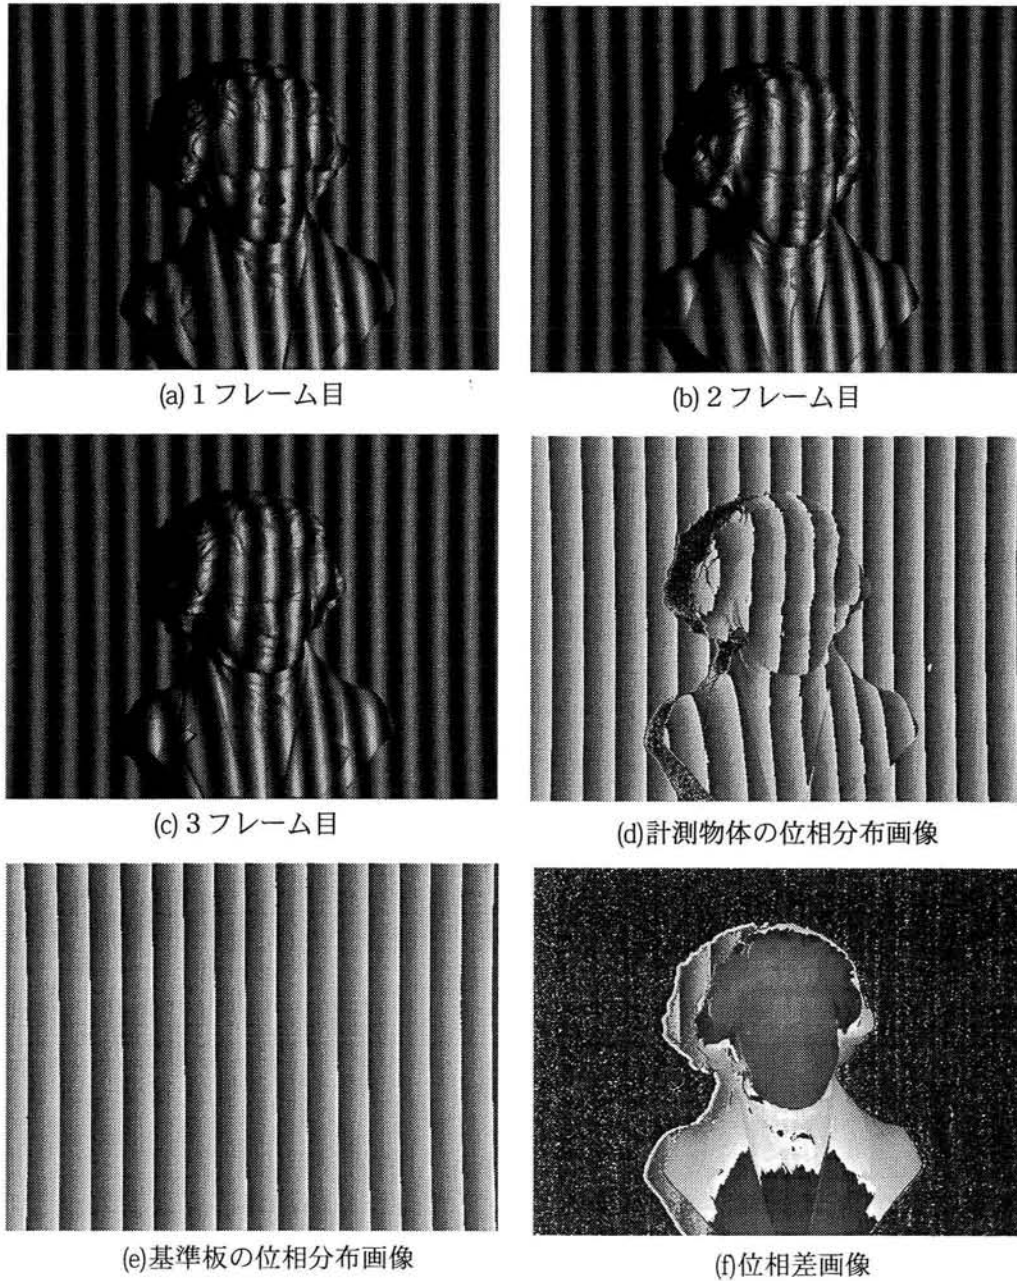 (a) 1 フレーム目
(b) 2 フレーム目
(c) 3 フレーム目
(d)計測物体の位相分布画像
(e)基準板の位相分布画像
(f)位相差画像